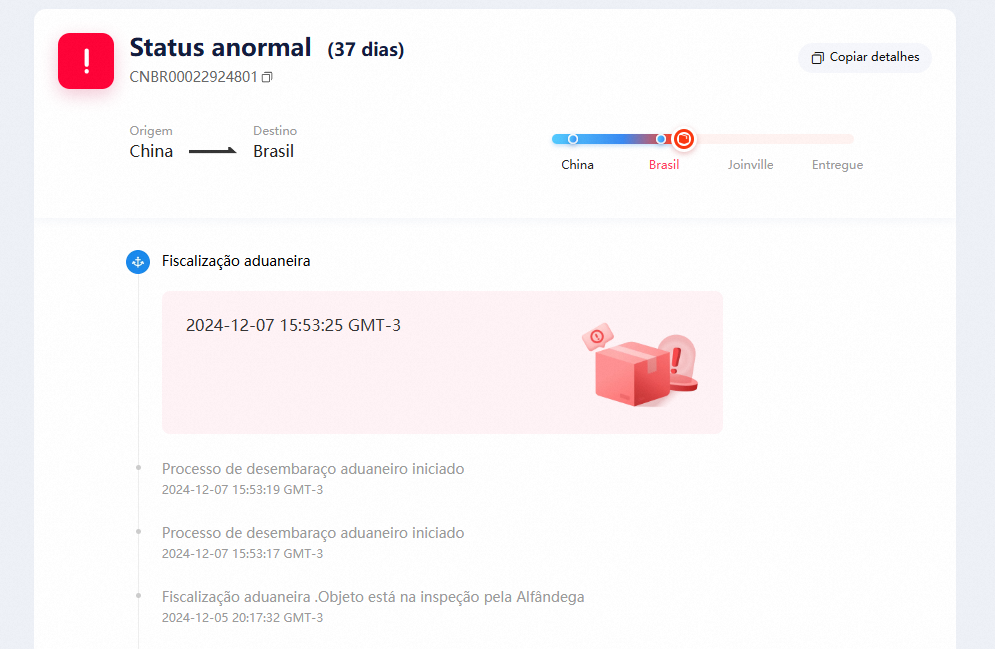 Status anormal (37 dias)
CNBR00022924801
Copiar detalhes
Origem
China
Destino
Brasil
China
Brasil
Joinville
Entregue
Fiscalização aduaneira
2024-12-07 15:53:25 GMT-3
Processo de desembaraço aduaneiro iniciado
2024-12-07 15:53:19 GMT-3
Processo de desembaraço aduaneiro iniciado
2024-12-07 15:53:17 GMT-3
Fiscalização aduaneira .Objeto está na inspeção pela Alfândega
2024-12-05 20:17:32 GMT-3